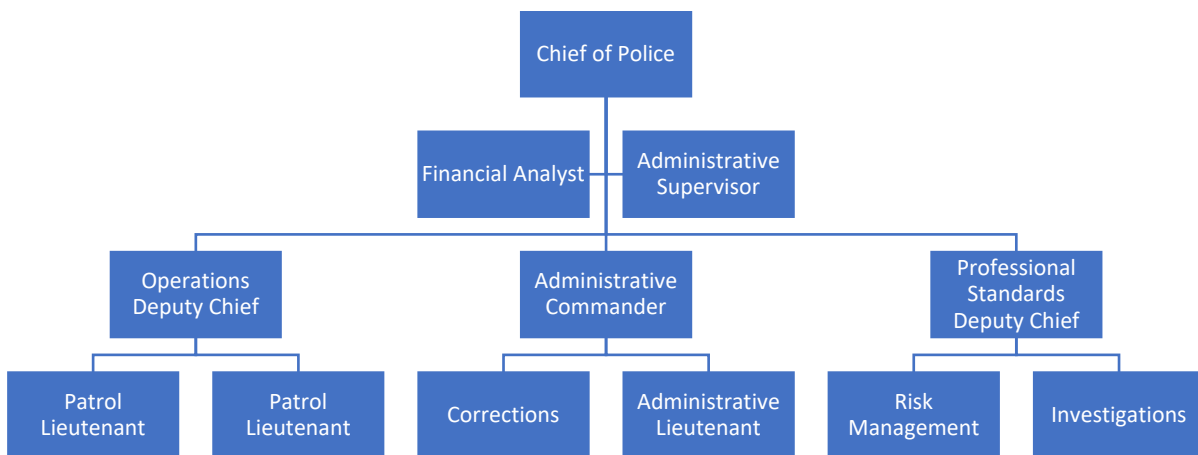 Chief of Police
Financial Analyst
Administrative
Supervisor
Operations
Deputy Chief
Administrative
Commander
Professional
Standards
Deputy Chief
Patrol
Lieutenant
Patrol
Lieutenant
Corrections
Administrative
Lieutenant
Risk
Management
Investigations